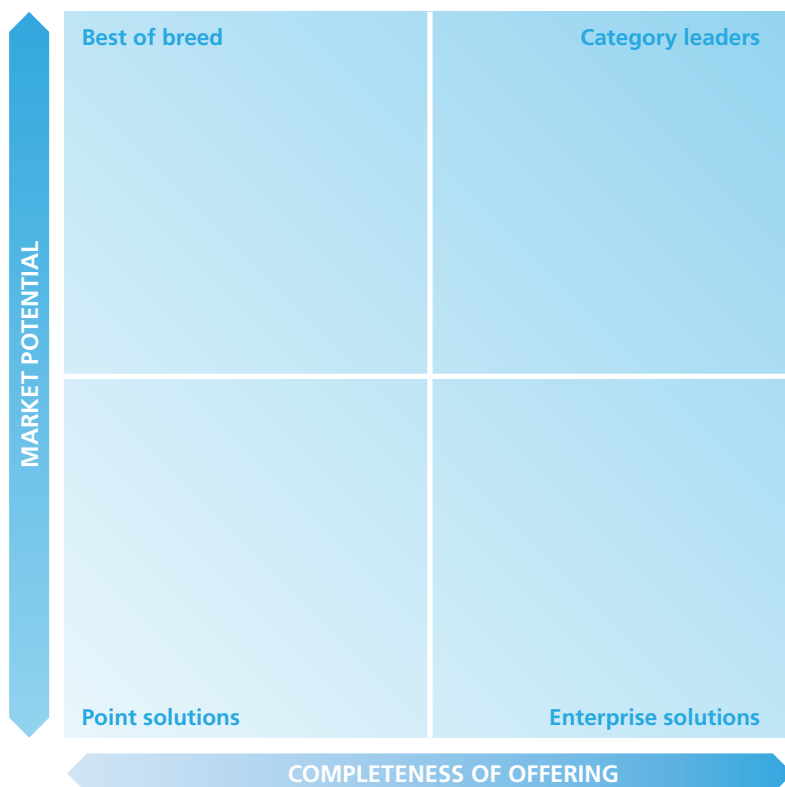 Best of breed
Category leaders
MARKET POTENTIAL
Point solutions
Enterprise solutions
COMPLETENESS OF OFFERING